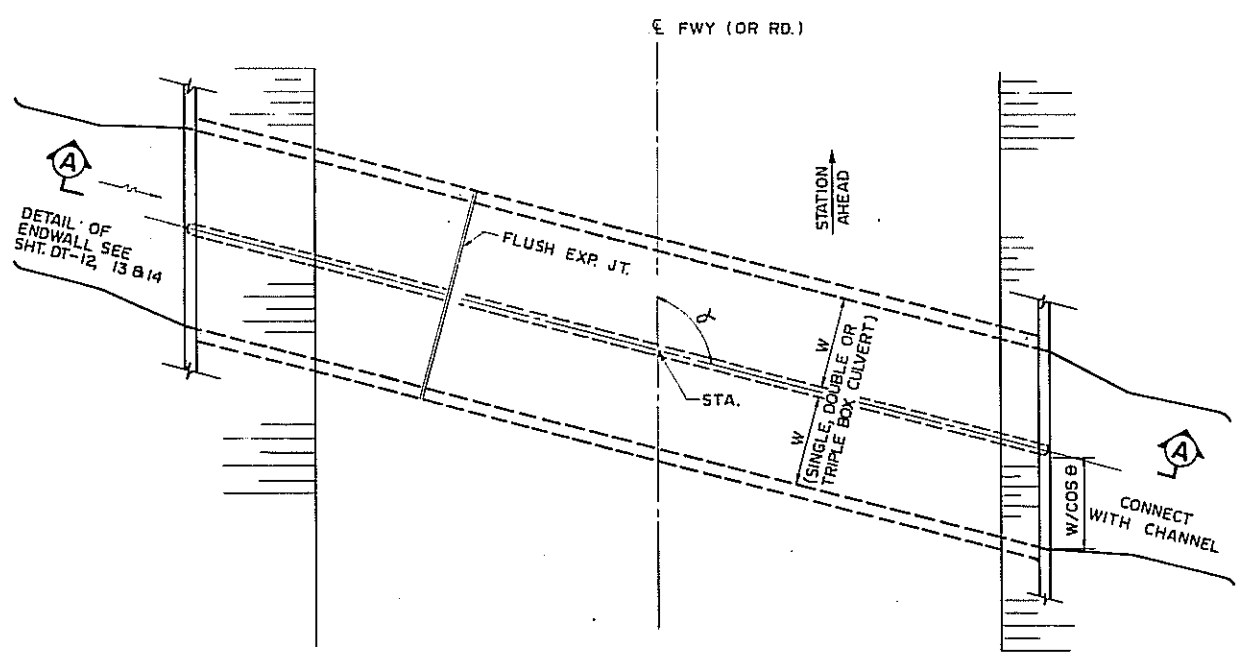 ℄ FWY (OR RD.)
STATION
AHEAD
A
DETAIL OF
ENDWALL SEE
SHT. DT-12, 13 & 14
FLUSH EXP. JT.
α
W
W
(SINGLE, DOUBLE OR
TRIPLE BOX CULVERT)
STA.
A
W/COS θ
CONNECT
WITH CHANNEL